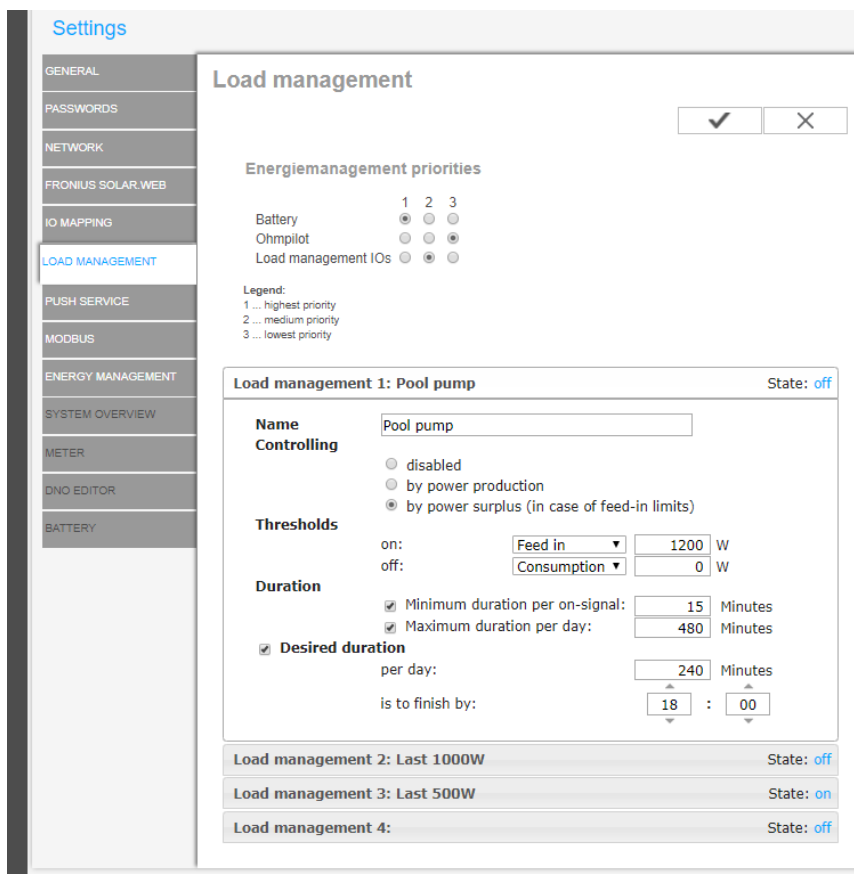 Settings
GENERAL
PASSWORDS
NETWORK
FRONIUS SOLAR.WEB
IO MAPPING
LOAD MANAGEMENT
PUSH SERVICE
MODBUS
ENERGY MANAGEMENT
SYSTEM OVERVIEW
METER
DNO EDITOR
BATTERY
Load management
Energiemanagement priorities
1 2 3
Battery
Ohmpilot
Load management IOs
Legend:
1 ... highest priority
2 ... medium priority
3 ... lowest priority
Load management 1: Pool pump State: off
Name Pool pump
Controlling
disabled
by power production
by power surplus (in case of feed-in limits)
Thresholds
on: Feed in 1200 W
off: Consumption 0 W
Duration
Minimum duration per on-signal: 15 Minutes
Maximum duration per day: 480 Minutes
Desired duration
per day: 240 Minutes
is to finish by: 18 : 00
Load management 2: Last 1000W State: off
Load management 3: Last 500W State: on
Load management 4: State: off